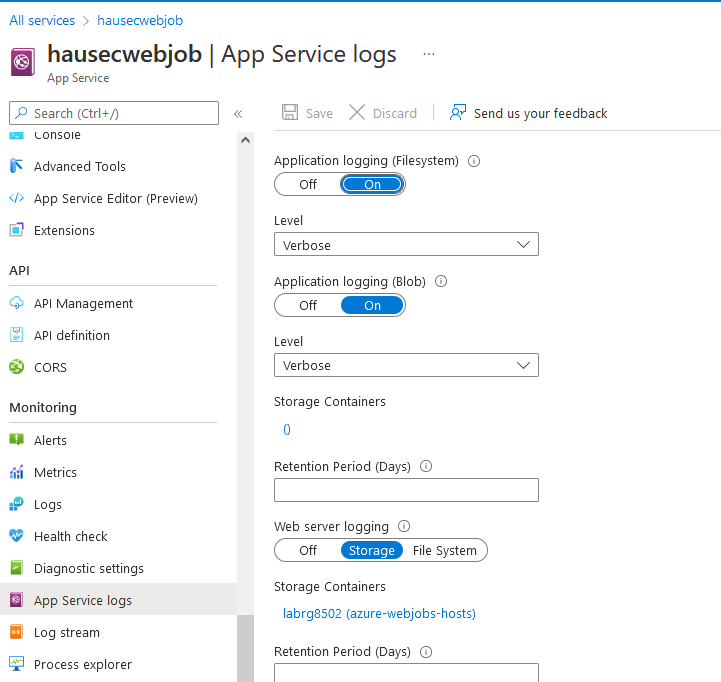 All services > hausecwebjob
hausecwebjob | App Service logs ...
App Service
Search (Ctrl+/) «
Console
Advanced Tools
App Service Editor (Preview)
Extensions
API
API Management
API definition
CORS
Monitoring
Alerts
Metrics
Logs
Health check
Diagnostic settings
App Service logs
Log stream
Process explorer
Save Discard Send us your feedback
Application logging (Filesystem)
Off On
Level
Verbose
Application logging (Blob)
Off On
Level
Verbose
Storage Containers
()
Retention Period (Days)
Web server logging
Off Storage File System
Storage Containers
labrg8502 (azure-webjobs-hosts)
Retention Period (Days)